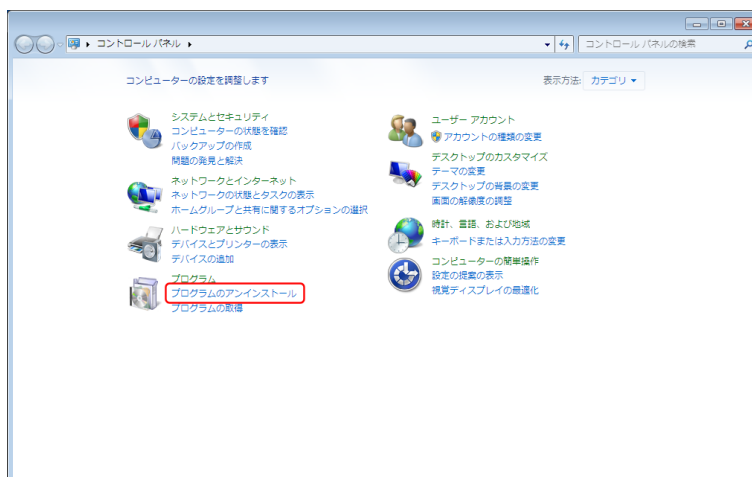 コントロール パネル
コントロール パネルの検索
コンピューターの設定を調整します
表示方法: カテゴリ
システムとセキュリティ
コンピューターの状態を確認
バックアップの作成
問題の発見と解決
ネットワークとインターネット
ネットワークの状態とタスクの表示
ホームグループと共有に関するオプションの選択
ハードウェアとサウンド
デバイスとプリンターの表示
デバイスの追加
プログラム
プログラムのアンインストール
プログラムの取得
ユーザー アカウント
アカウントの種類の変更
デスクトップのカスタマイズ
テーマの変更
デスクトップの背景の変更
画面の解像度の調整
時計、言語、および地域
キーボードまたは入力方法の変更
コンピューターの簡単操作
設定の提案の表示
視覚ディスプレイの最適化